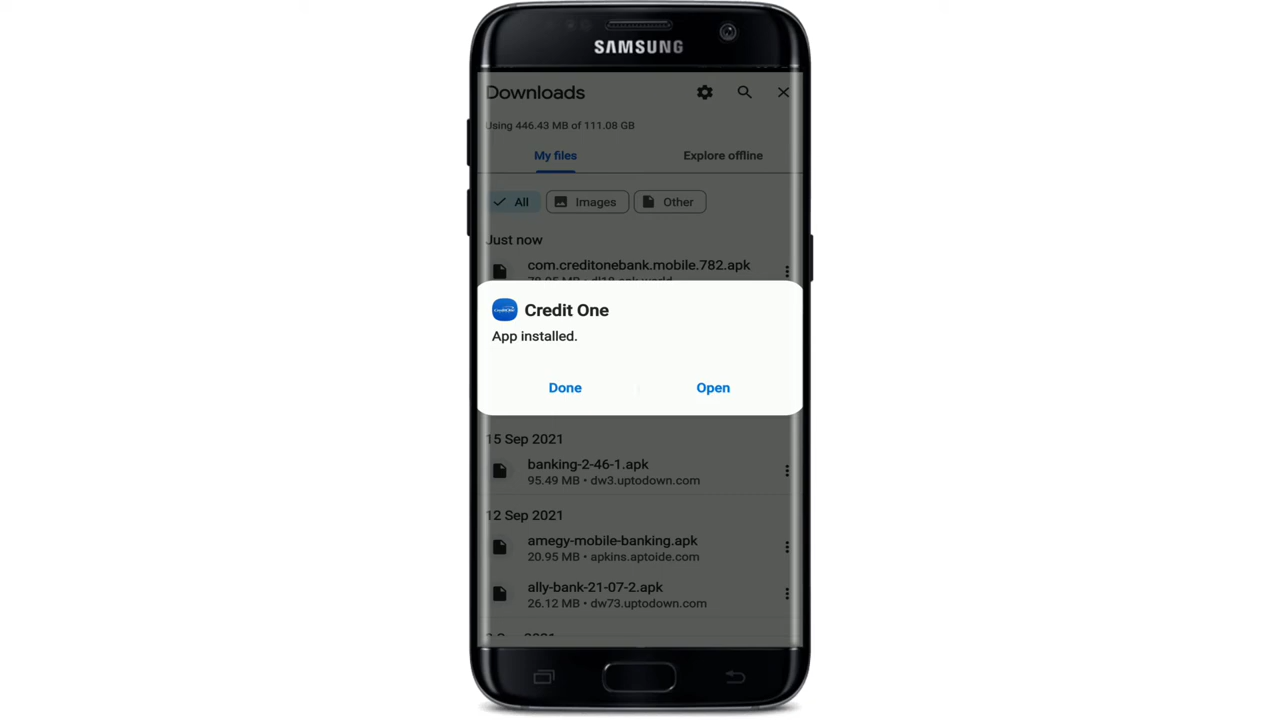 SAMSUNG
Downloads
Using 446.43 MB of 111.08 GB
My files
Explore offline
All
Images
Other
Just now
com.creditonebank.mobile.782.apk
Credit One
App installed.
Done
Open
15 Sep 2021
banking-2-46-1.apk
95.49 MB • dw3.uptodown.com
12 Sep 2021
amegy-mobile-banking.apk
20.95 MB • apkins.aptoide.com
ally-bank-21-07-2.apk
26.12 MB • dw73.uptodown.com